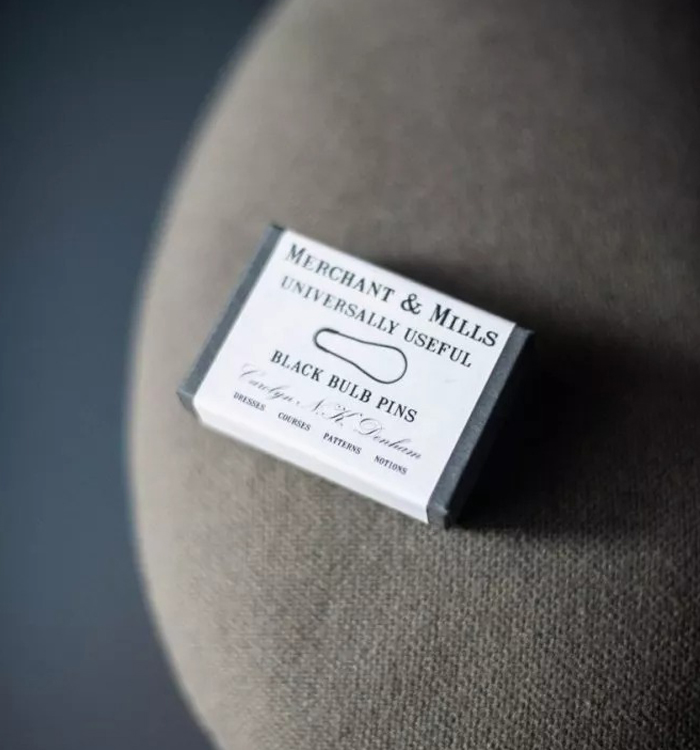 MERCHANT & MILLS
UNIVERSALLY USEFUL
BLACK BULB PINS
Carolyn N.K. Denham
DRESSES COURSES PATTERNS NOTIONS